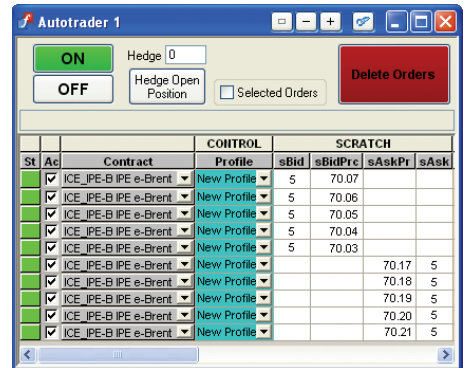 Autotrader 1
ON
Hedge 0
OFF
Hedge Open
Position
Selected Orders
Delete Orders
CONTROL SCRATCH
St Ac Contract Profile sBid sBidPrc sAskPr sAsk
ICE_IPE-B IPE e-Brent New Profile 5 70.07
ICE_IPE-B IPE e-Brent New Profile 5 70.06
ICE_IPE-B IPE e-Brent New Profile 5 70.05
ICE_IPE-B IPE e-Brent New Profile 5 70.04
ICE_IPE-B IPE e-Brent New Profile 5 70.03
ICE_IPE-B IPE e-Brent New Profile 70.17 5
ICE_IPE-B IPE e-Brent New Profile 70.18 5
ICE_IPE-B IPE e-Brent New Profile 70.19 5
ICE_IPE-B IPE e-Brent New Profile 70.20 5
ICE_IPE-B IPE e-Brent New Profile 70.21 5